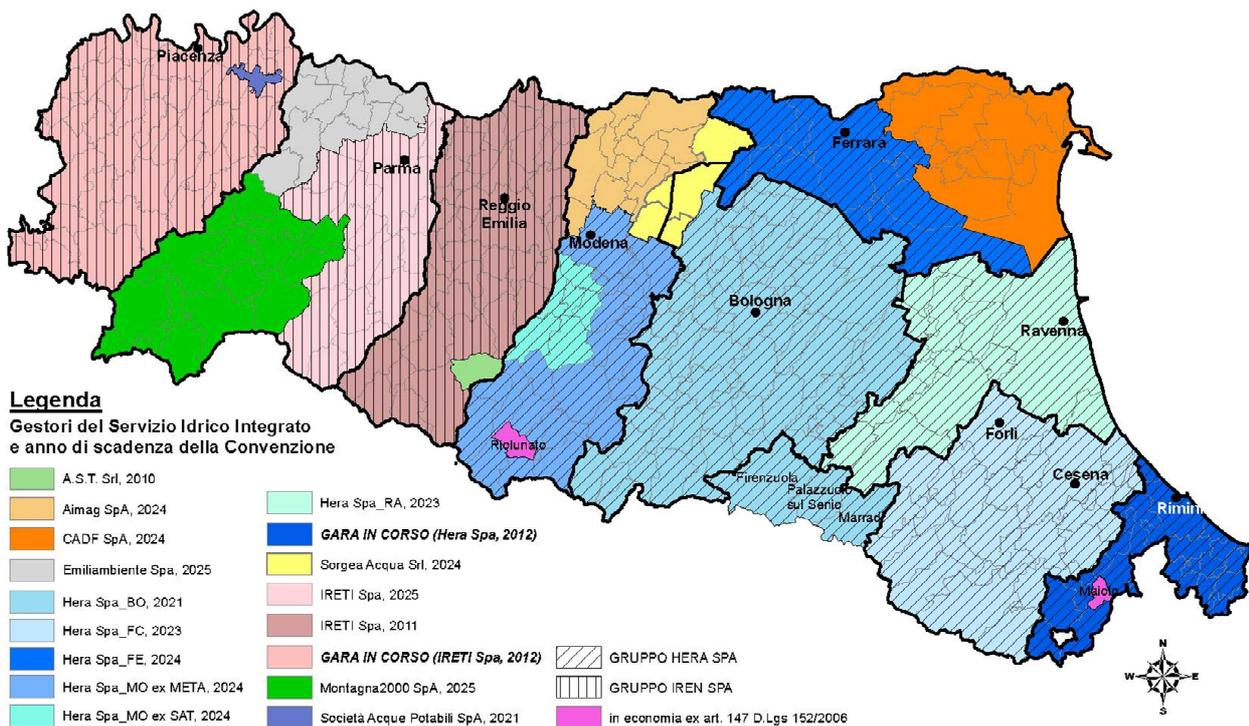 Piacenza
Parma
Reggio
Emilia
Modena
Ferrara
Bologna
Ravenna
Riolunato
Firenzuola
Palazzuolo
sul Senio
Marradi
Forlì
Cesena
Rimini
Maiolo
Legenda
Gestori del Servizio Idrico Integrato
e anno di scadenza della Convenzione
A.S.T. Srl, 2010
Aimag SpA, 2024
CADF SpA, 2024
Emiliambiente Spa, 2025
Hera Spa_BO, 2021
Hera Spa_FC, 2023
Hera Spa_FE, 2024
Hera Spa_MO ex META, 2024
Hera Spa_MO ex SAT, 2024
Hera Spa_RA, 2023
GARA IN CORSO (Hera Spa, 2012)
Sorgea Acqua Srl, 2024
IRETI Spa, 2025
IRETI Spa, 2011
GARA IN CORSO (IRETI Spa, 2012)
Montagna2000 SpA, 2025
Società Acque Potabili SpA, 2021
GRUPPO HERA SPA
GRUPPO IREN SPA
in economia ex art. 147 D.Lgs 152/2006
N
W E
S